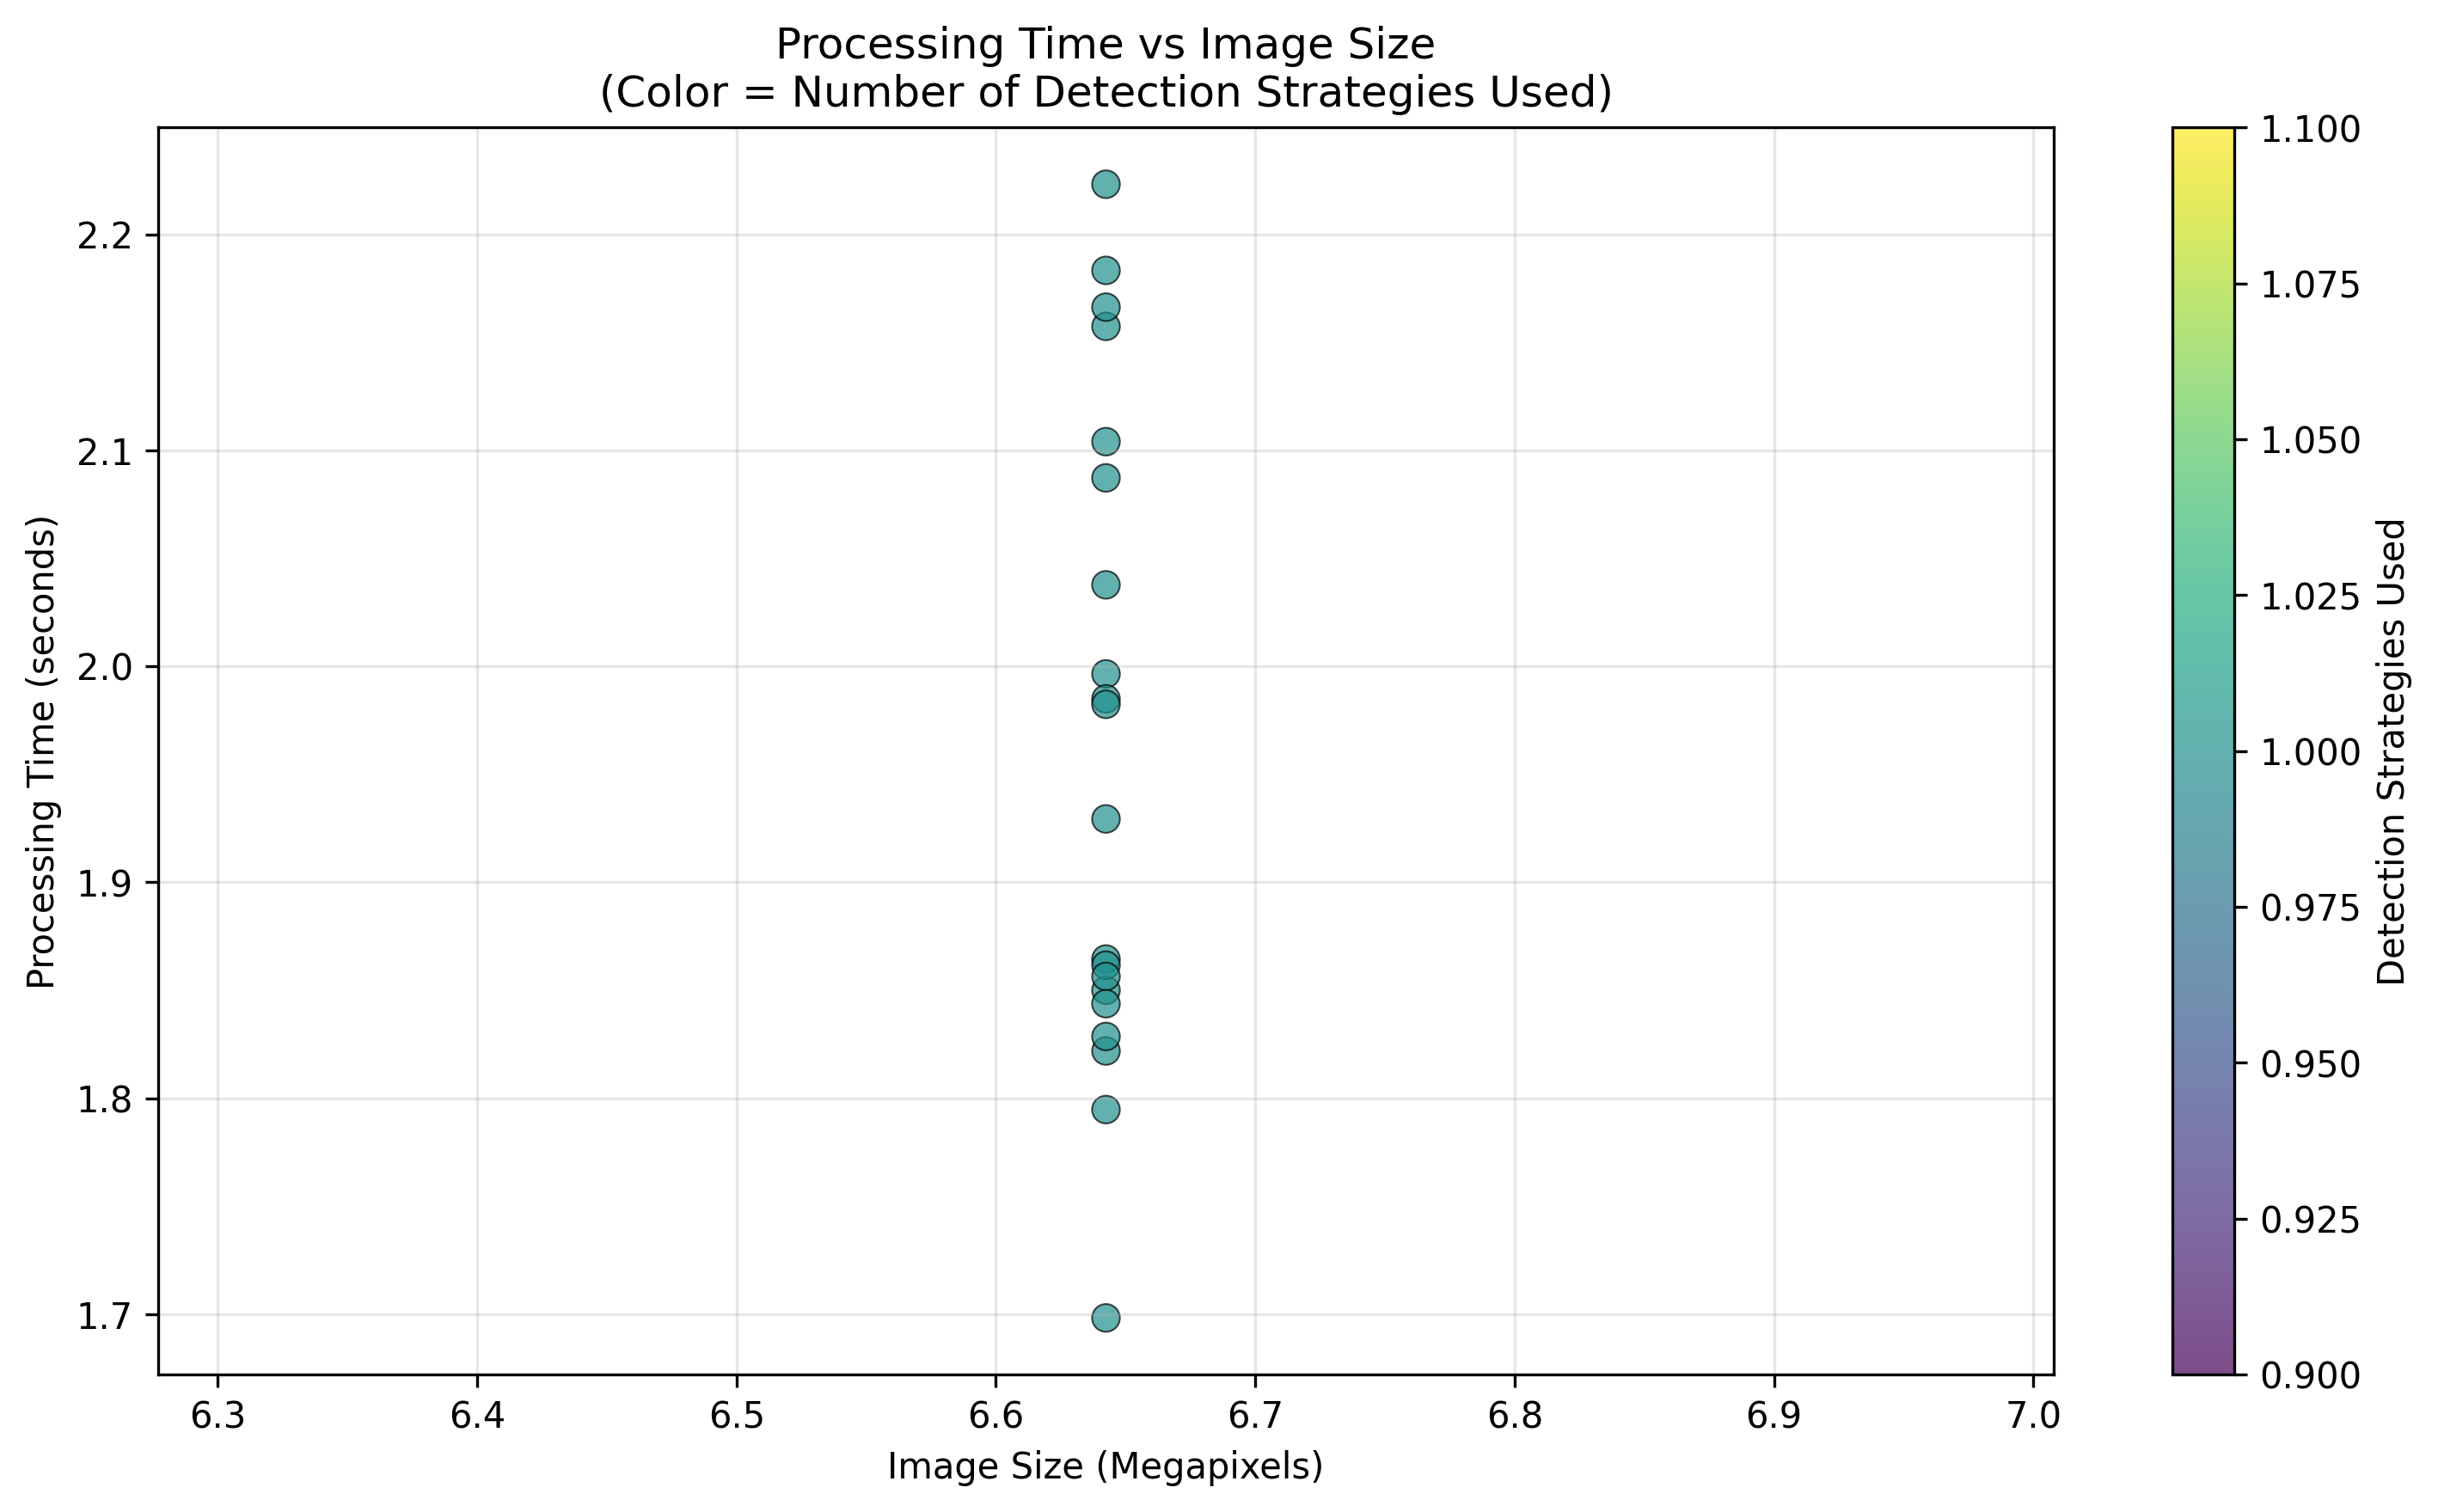 Processing Time vs Image Size
(Color = Number of Detection Strategies Used)
Processing Time (seconds)
2.2
2.1
2.0
1.9
1.8
1.7
6.3 6.4 6.5 6.6 6.7 6.8 6.9 7.0
Image Size (Megapixels)
1.100
1.075
1.050
1.025
1.000
0.975
0.950
0.925
0.900
Detection Strategies Used